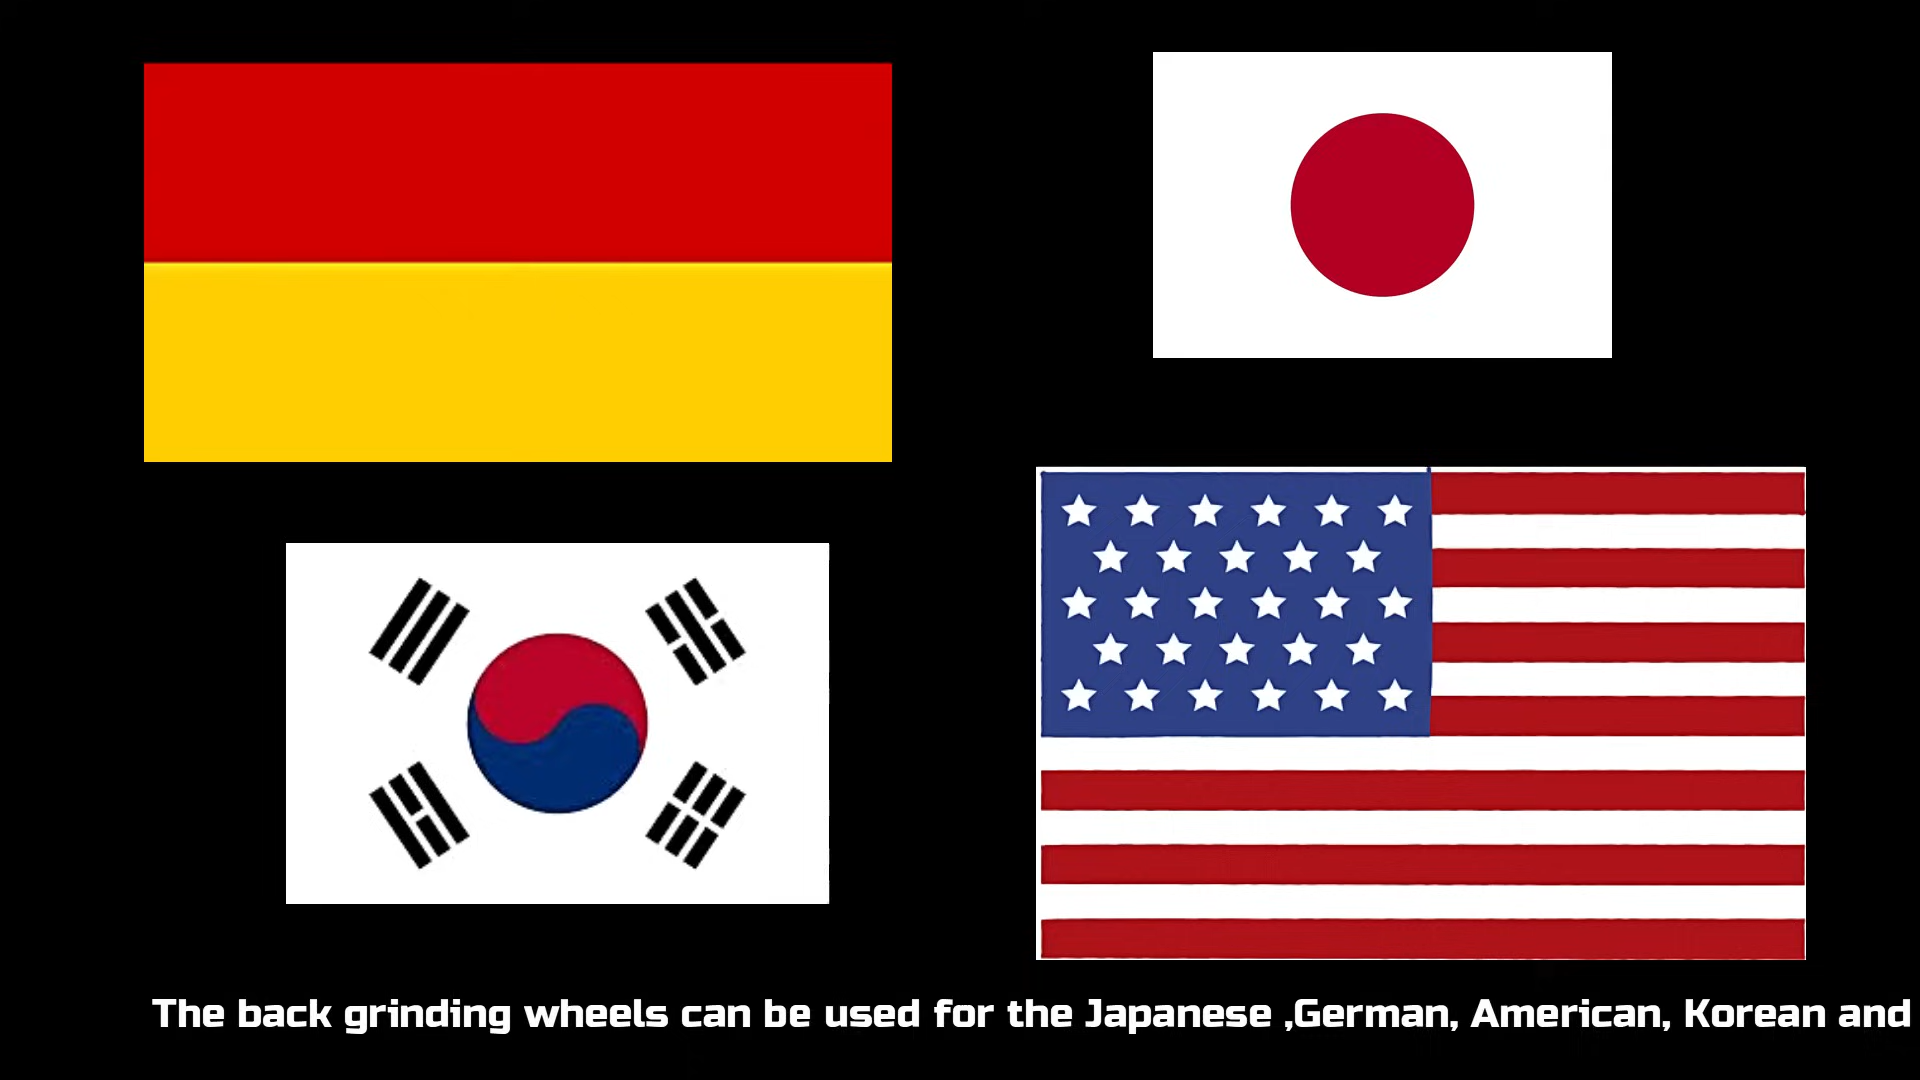 The back grinding wheels can be used for the Japanese ,German, American, Korean and